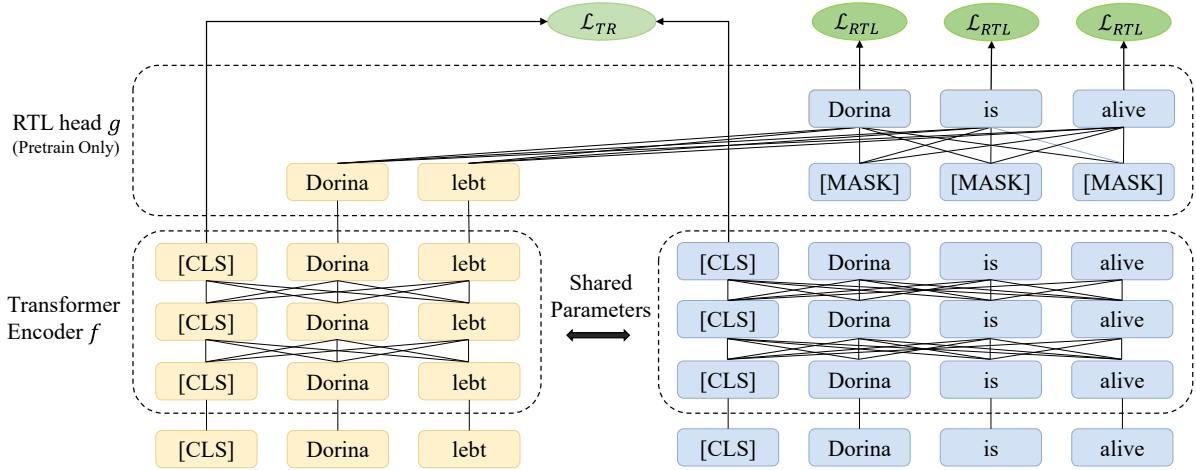 ℒ_TR ℒ_RTL ℒ_RTL ℒ_RTL
RTL head g
(Pretrain Only)
Dorina is alive
Dorina lebt [MASK] [MASK] [MASK]
Transformer
Encoder f
Shared
Parameters
[CLS] Dorina lebt [CLS] Dorina is alive
[CLS] Dorina lebt [CLS] Dorina is alive
[CLS] Dorina lebt [CLS] Dorina is alive
[CLS] Dorina lebt [CLS] Dorina is alive